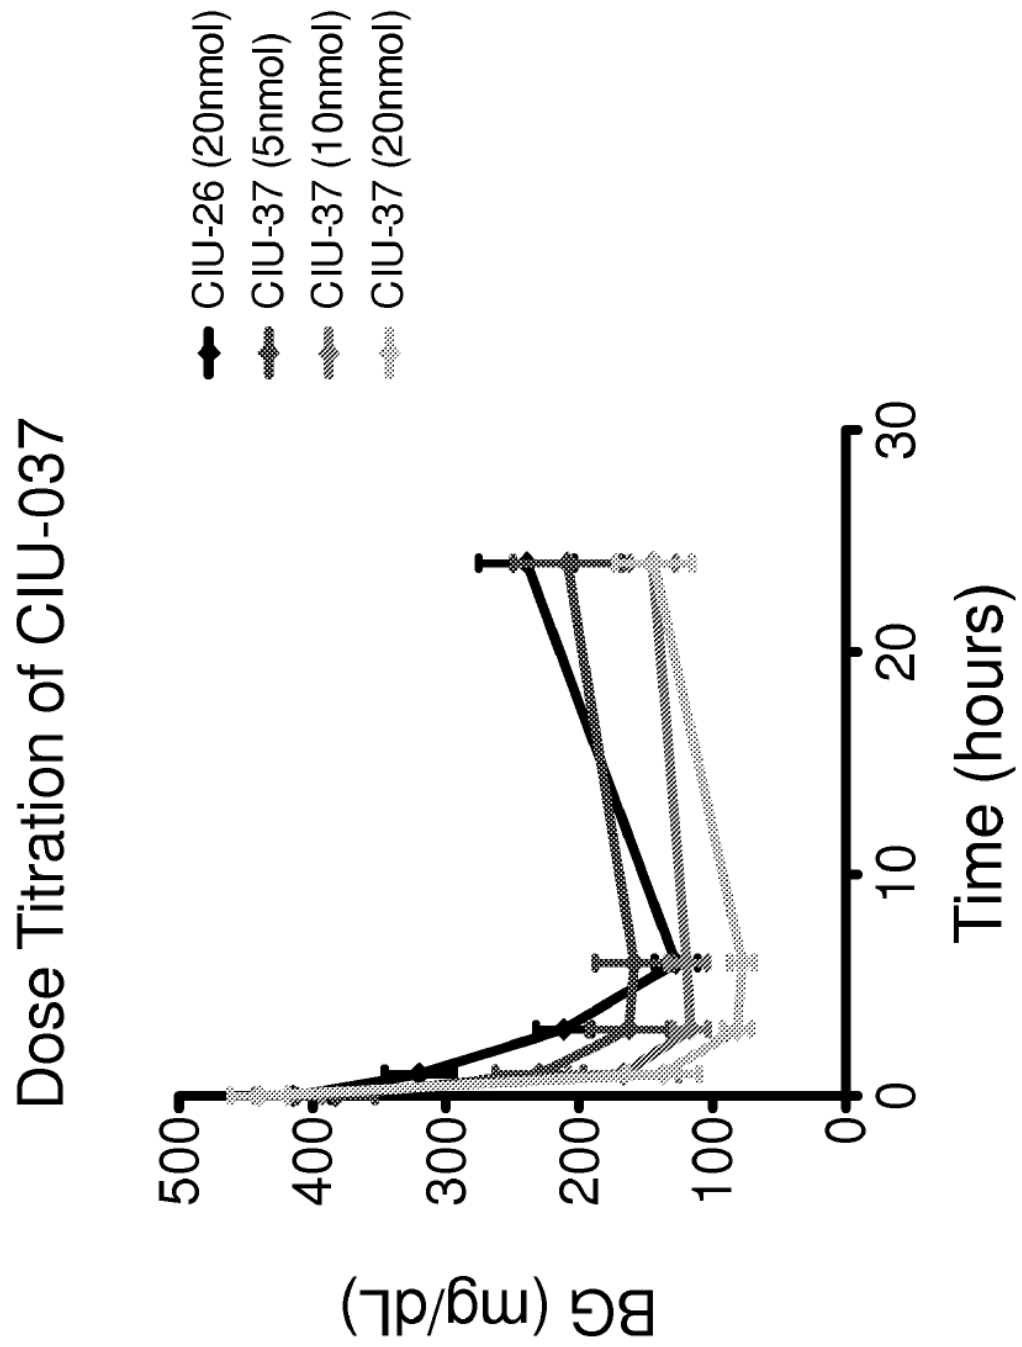 Dose Titration of CIU-037
CIU-26 (20nmol)
CIU-37 (5nmol)
CIU-37 (10nmol)
CIU-37 (20nmol)
BG (mg/dL)
500
400
300
200
100
0
0
10
20
30
Time (hours)